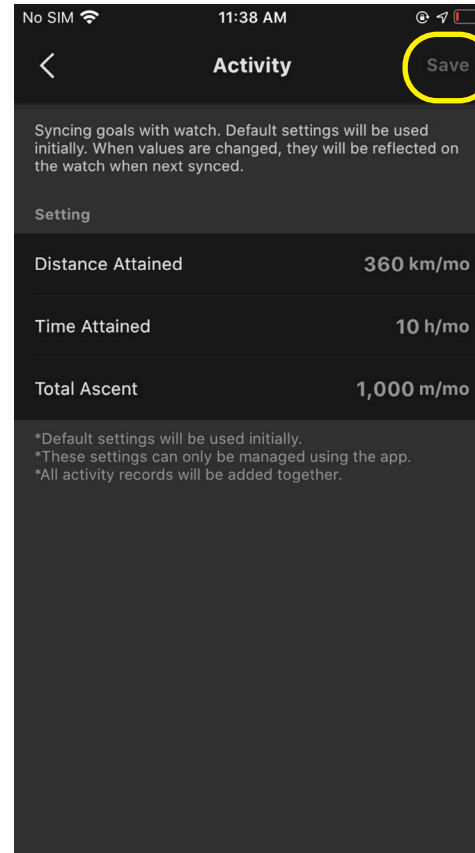 No SIM 11:38 AM
Activity Save
Syncing goals with watch. Default settings will be used
initially. When values are changed, they will be reflected on
the watch when next synced.
Setting
Distance Attained 360 km/mo
Time Attained 10 h/mo
Total Ascent 1,000 m/mo
*Default settings will be used initially.
*These settings can only be managed using the app.
*All activity records will be added together.